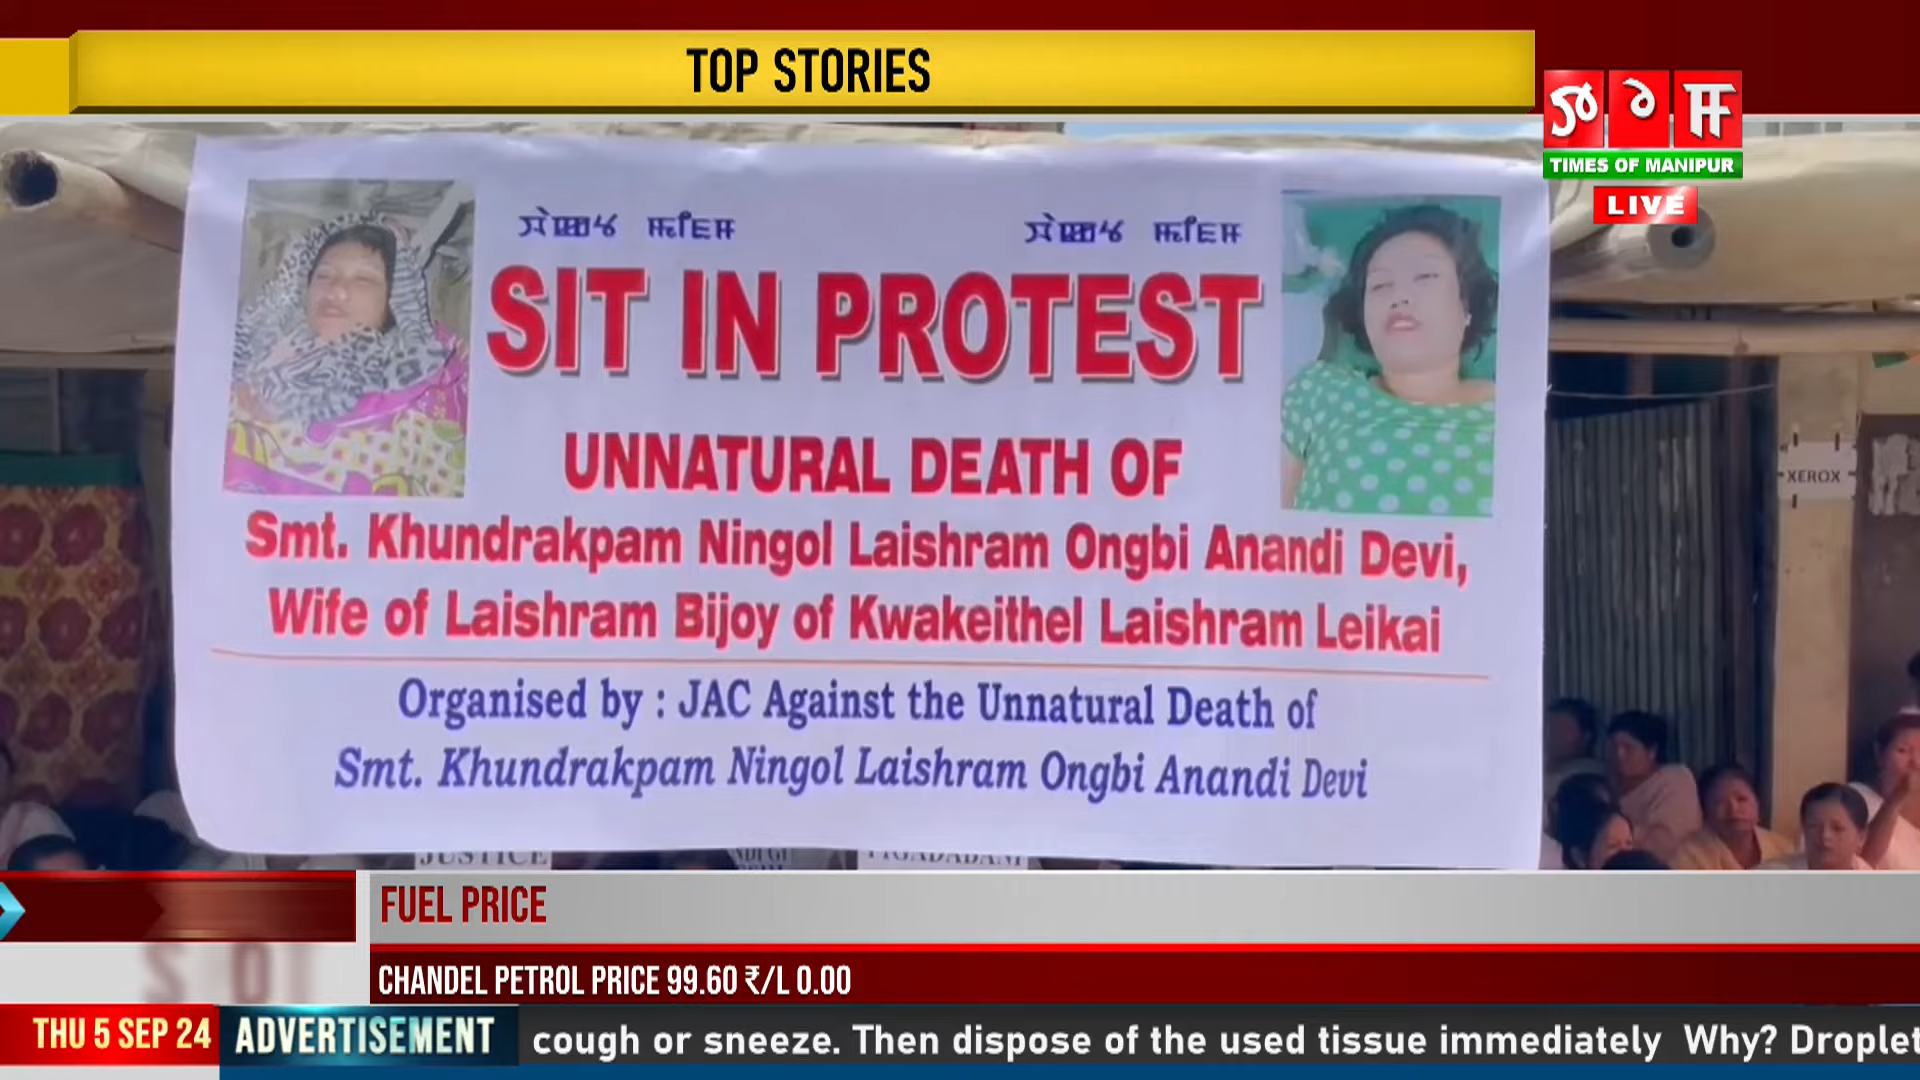 TOP STORIES
TIMES OF MANIPUR
LIVE
SIT IN PROTEST
UNNATURAL DEATH OF
Smt. Khundrakpam Ningol Laishram Ongbi Anandi Devi,
Wife of Laishram Bijoy of Kwakeithel Laishram Leikai
Organised by : JAC Against the Unnatural Death of
Smt. Khundrakpam Ningol Laishram Ongbi Anandi Devi
XEROX
JUSTICE
FUEL PRICE
CHANDEL PETROL PRICE 99.60 ₹/L 0.00
THU 5 SEP 24
ADVERTISEMENT
cough or sneeze. Then dispose of the used tissue immediately Why? Droplet